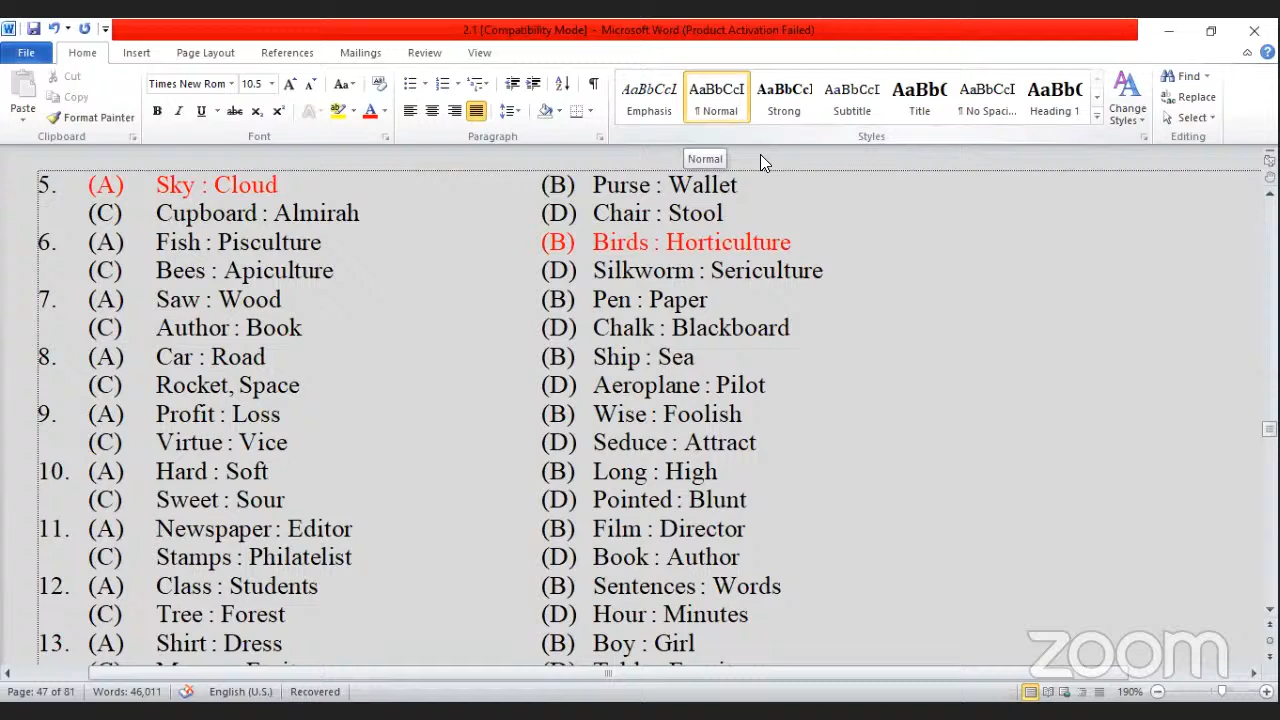 2.1 [Compatibility Mode] - Microsoft Word (Product Activation Failed)
File Home Insert Page Layout References Mailings Review View
Paste
Cut
Copy
Format Painter
Clipboard
Times New Rom 10.5
Font
Paragraph
AaBbCcI AaBbCcI AaBbCcI AaBbCcI AaBbC AaBbCcI AaBbC
Emphasis ¶ Normal Strong Subtitle Title ¶ No Spaci... Heading 1
Change Styles
Styles
Find
Replace
Select
Editing
Normal
5. (A) Sky : Cloud (B) Purse : Wallet
(C) Cupboard : Almirah (D) Chair : Stool
6. (A) Fish : Pisculture (B) Birds : Horticulture
(C) Bees : Apiculture (D) Silkworm : Sericulture
7. (A) Saw : Wood (B) Pen : Paper
(C) Author : Book (D) Chalk : Blackboard
8. (A) Car : Road (B) Ship : Sea
(C) Rocket, Space (D) Aeroplane : Pilot
9. (A) Profit : Loss (B) Wise : Foolish
(C) Virtue : Vice (D) Seduce : Attract
10. (A) Hard : Soft (B) Long : High
(C) Sweet : Sour (D) Pointed : Blunt
11. (A) Newspaper : Editor (B) Film : Director
(C) Stamps : Philatelist (D) Book : Author
12. (A) Class : Students (B) Sentences : Words
(C) Tree : Forest (D) Hour : Minutes
13. (A) Shirt : Dress (B) Boy : Girl
zoom
Page: 47 of 81 Words: 46,011 English (U.S.) Recovered 190%